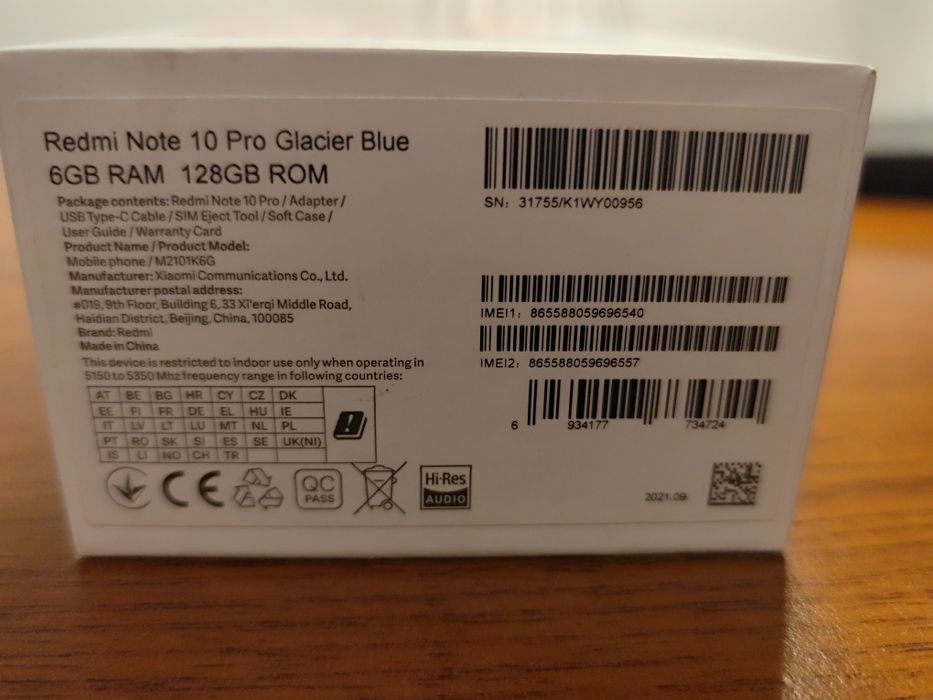 Redmi Note 10 Pro Glacier Blue
6GB RAM 128GB ROM
Package contents: Redmi Note 10 Pro / Adapter /
USB Type-C Cable / SIM Eject Tool / Soft Case /
User Guide / Warranty Card
Product Name / Product Model:
Mobile phone / M2101K6G
Manufacturer: Xiaomi Communications Co., Ltd.
Manufacturer postal address:
#019, 9th Floor, Building 6, 33 Xi'erqi Middle Road,
Haidian District, Beijing, China, 100085
Brand: Redmi
Made in China
This device is restricted to indoor use only when operating in
5150 to 5350 Mhz frequency range in following countries:
AT BE BG HR CY CZ DK
EE FI FR DE EL HU IE
IT LV LT LU MT NL PL
PT RO SK SI ES SE UK(NI)
IS LI NO CH TR
CE
QC
PASS
Hi-Res
AUDIO
SN: 31755/K1WY00956
IMEI1: 865588059696540
IMEI2: 865588059696557
6 934177 734724
2021.09